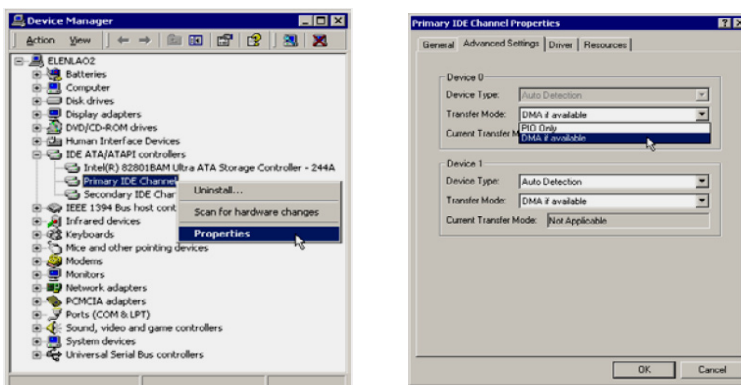 Device Manager
Action View
ELENLAO2
Batteries
Computer
Disk drives
Display adapters
DVD/CD-ROM drives
Human Interface Devices
IDE ATA/ATAPI controllers
Intel(R) 82801BAM Ultra ATA Storage Controller - 244A
Primary IDE Channel
Secondary IDE Char
IEEE 1394 Bus host cont
Infrared devices
Keyboards
Mice and other pointing devices
Modems
Monitors
Network adapters
PCMCIA adapters
Ports (COM & LPT)
Sound, video and game controllers
System devices
Universal Serial Bus controllers
Uninstall...
Scan for hardware changes
Properties
Primary IDE Channel Properties
General Advanced Settings Driver Resources
Device 0
Device Type: Auto Detection
Transfer Mode: DMA if available
PIO Only
Current Transfer M DMA if available
Device 1
Device Type: Auto Detection
Transfer Mode: DMA if available
Current Transfer Mode: Not Applicable
OK Cancel